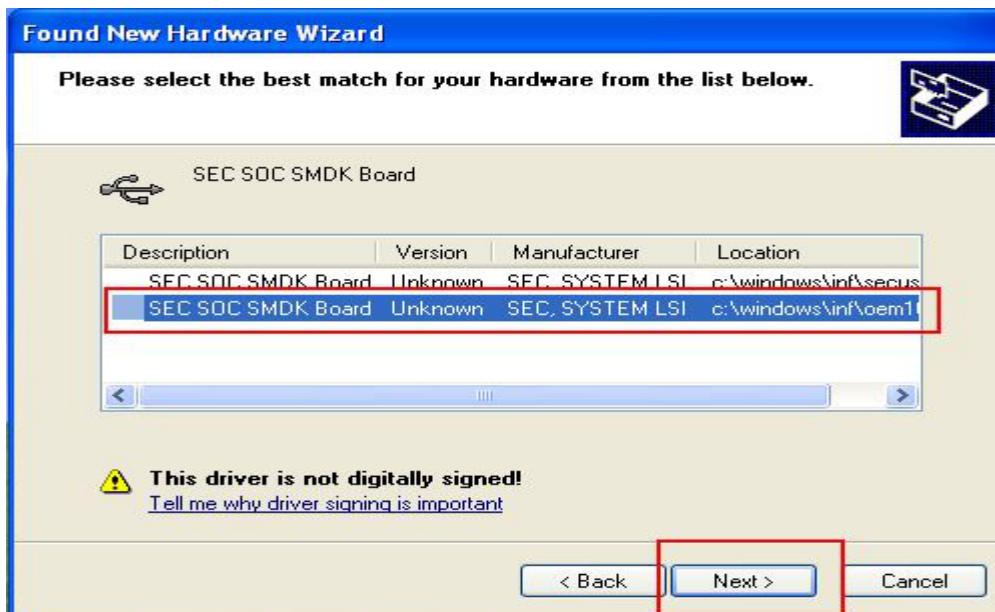 Found New Hardware Wizard
Please select the best match for your hardware from the list below.
SEC SOC SMDK Board
Description Version Manufacturer Location
SEC SOC SMDK Board Unknown SEC, SYSTEM LSI c:\windows\inf\secus
SEC SOC SMDK Board Unknown SEC, SYSTEM LSI c:\windows\inf\oem1
This driver is not digitally signed!
Tell me why driver signing is important
< Back Next > Cancel